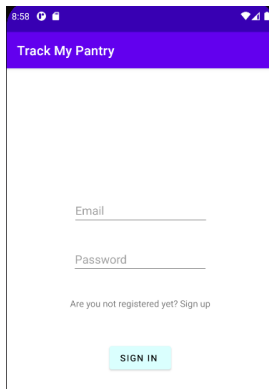 8:58
Track My Pantry
Email
Password
Are you not registered yet? Sign up
SIGN IN